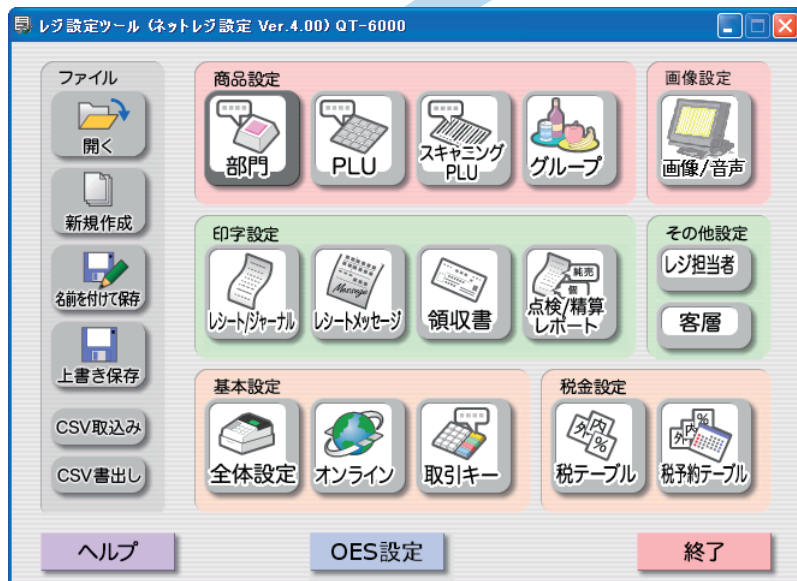 レジ設定ツール (ネットレジ設定 Ver.4.00) QT-6000
ファイル
開く
新規作成
名前を付けて保存
上書き保存
CSV取込み
CSV書出し
商品設定
部門
PLU
スキャニング
PLU
グループ
画像設定
画像/音声
印字設定
レシート/ジャーナル
Message
レシートメッセージ
領収書
純売
個
点検/精算
レポート
その他設定
レジ担当者
客層
基本設定
全体設定
オンライン
取引キー
税金設定
外
内
%
税テーブル
外
内
%
税予約テーブル
ヘルプ
OES設定
終了